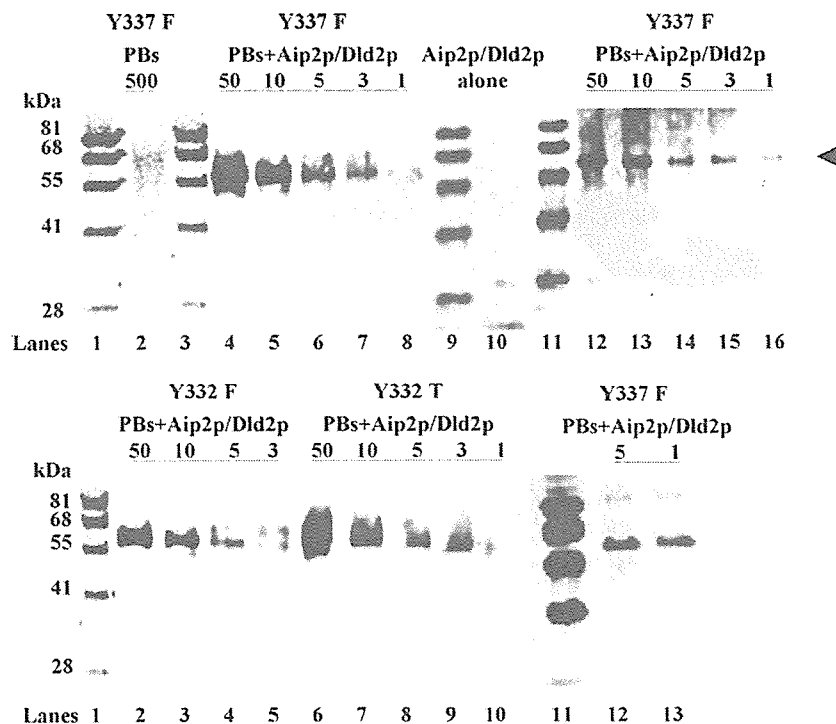 Y337 F Y337 F Y337 F
PBs PBs+Aip2p/Dld2p Aip2p/Dld2p PBs+Aip2p/Dld2p
500 50 10 5 3 1 alone 50 10 5 3 1
kDa
81
68
55
41
28
Lanes 1 2 3 4 5 6 7 8 9 10 11 12 13 14 15 16
Y332 F Y332 T Y337 F
PBs+Aip2p/Dld2p PBs+Aip2p/Dld2p PBs+Aip2p/Dld2p
50 10 5 3 50 10 5 3 1 5 1
kDa
81
68
55
41
28
Lanes 1 2 3 4 5 6 7 8 9 10 11 12 13